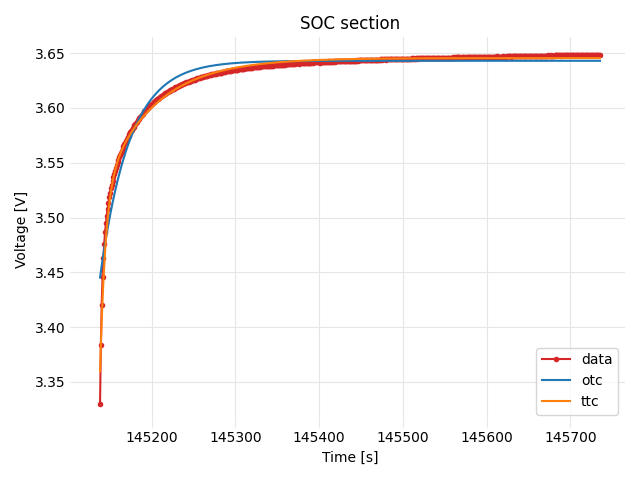 SOC section
Voltage [V]
3.65
3.60
3.55
3.50
3.45
3.40
3.35
data
otc
ttc
145200 145300 145400 145500 145600 145700
Time [s]